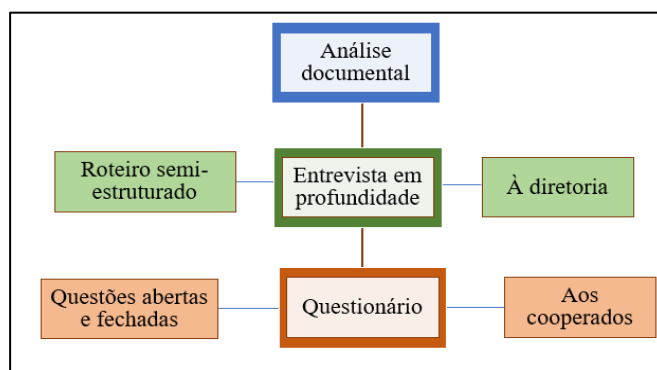 Análise
documental
Roteiro semi-
estruturado
Entrevista em
profundidade
À diretoria
Questões abertas
e fechadas
Questionário
Aos
cooperados